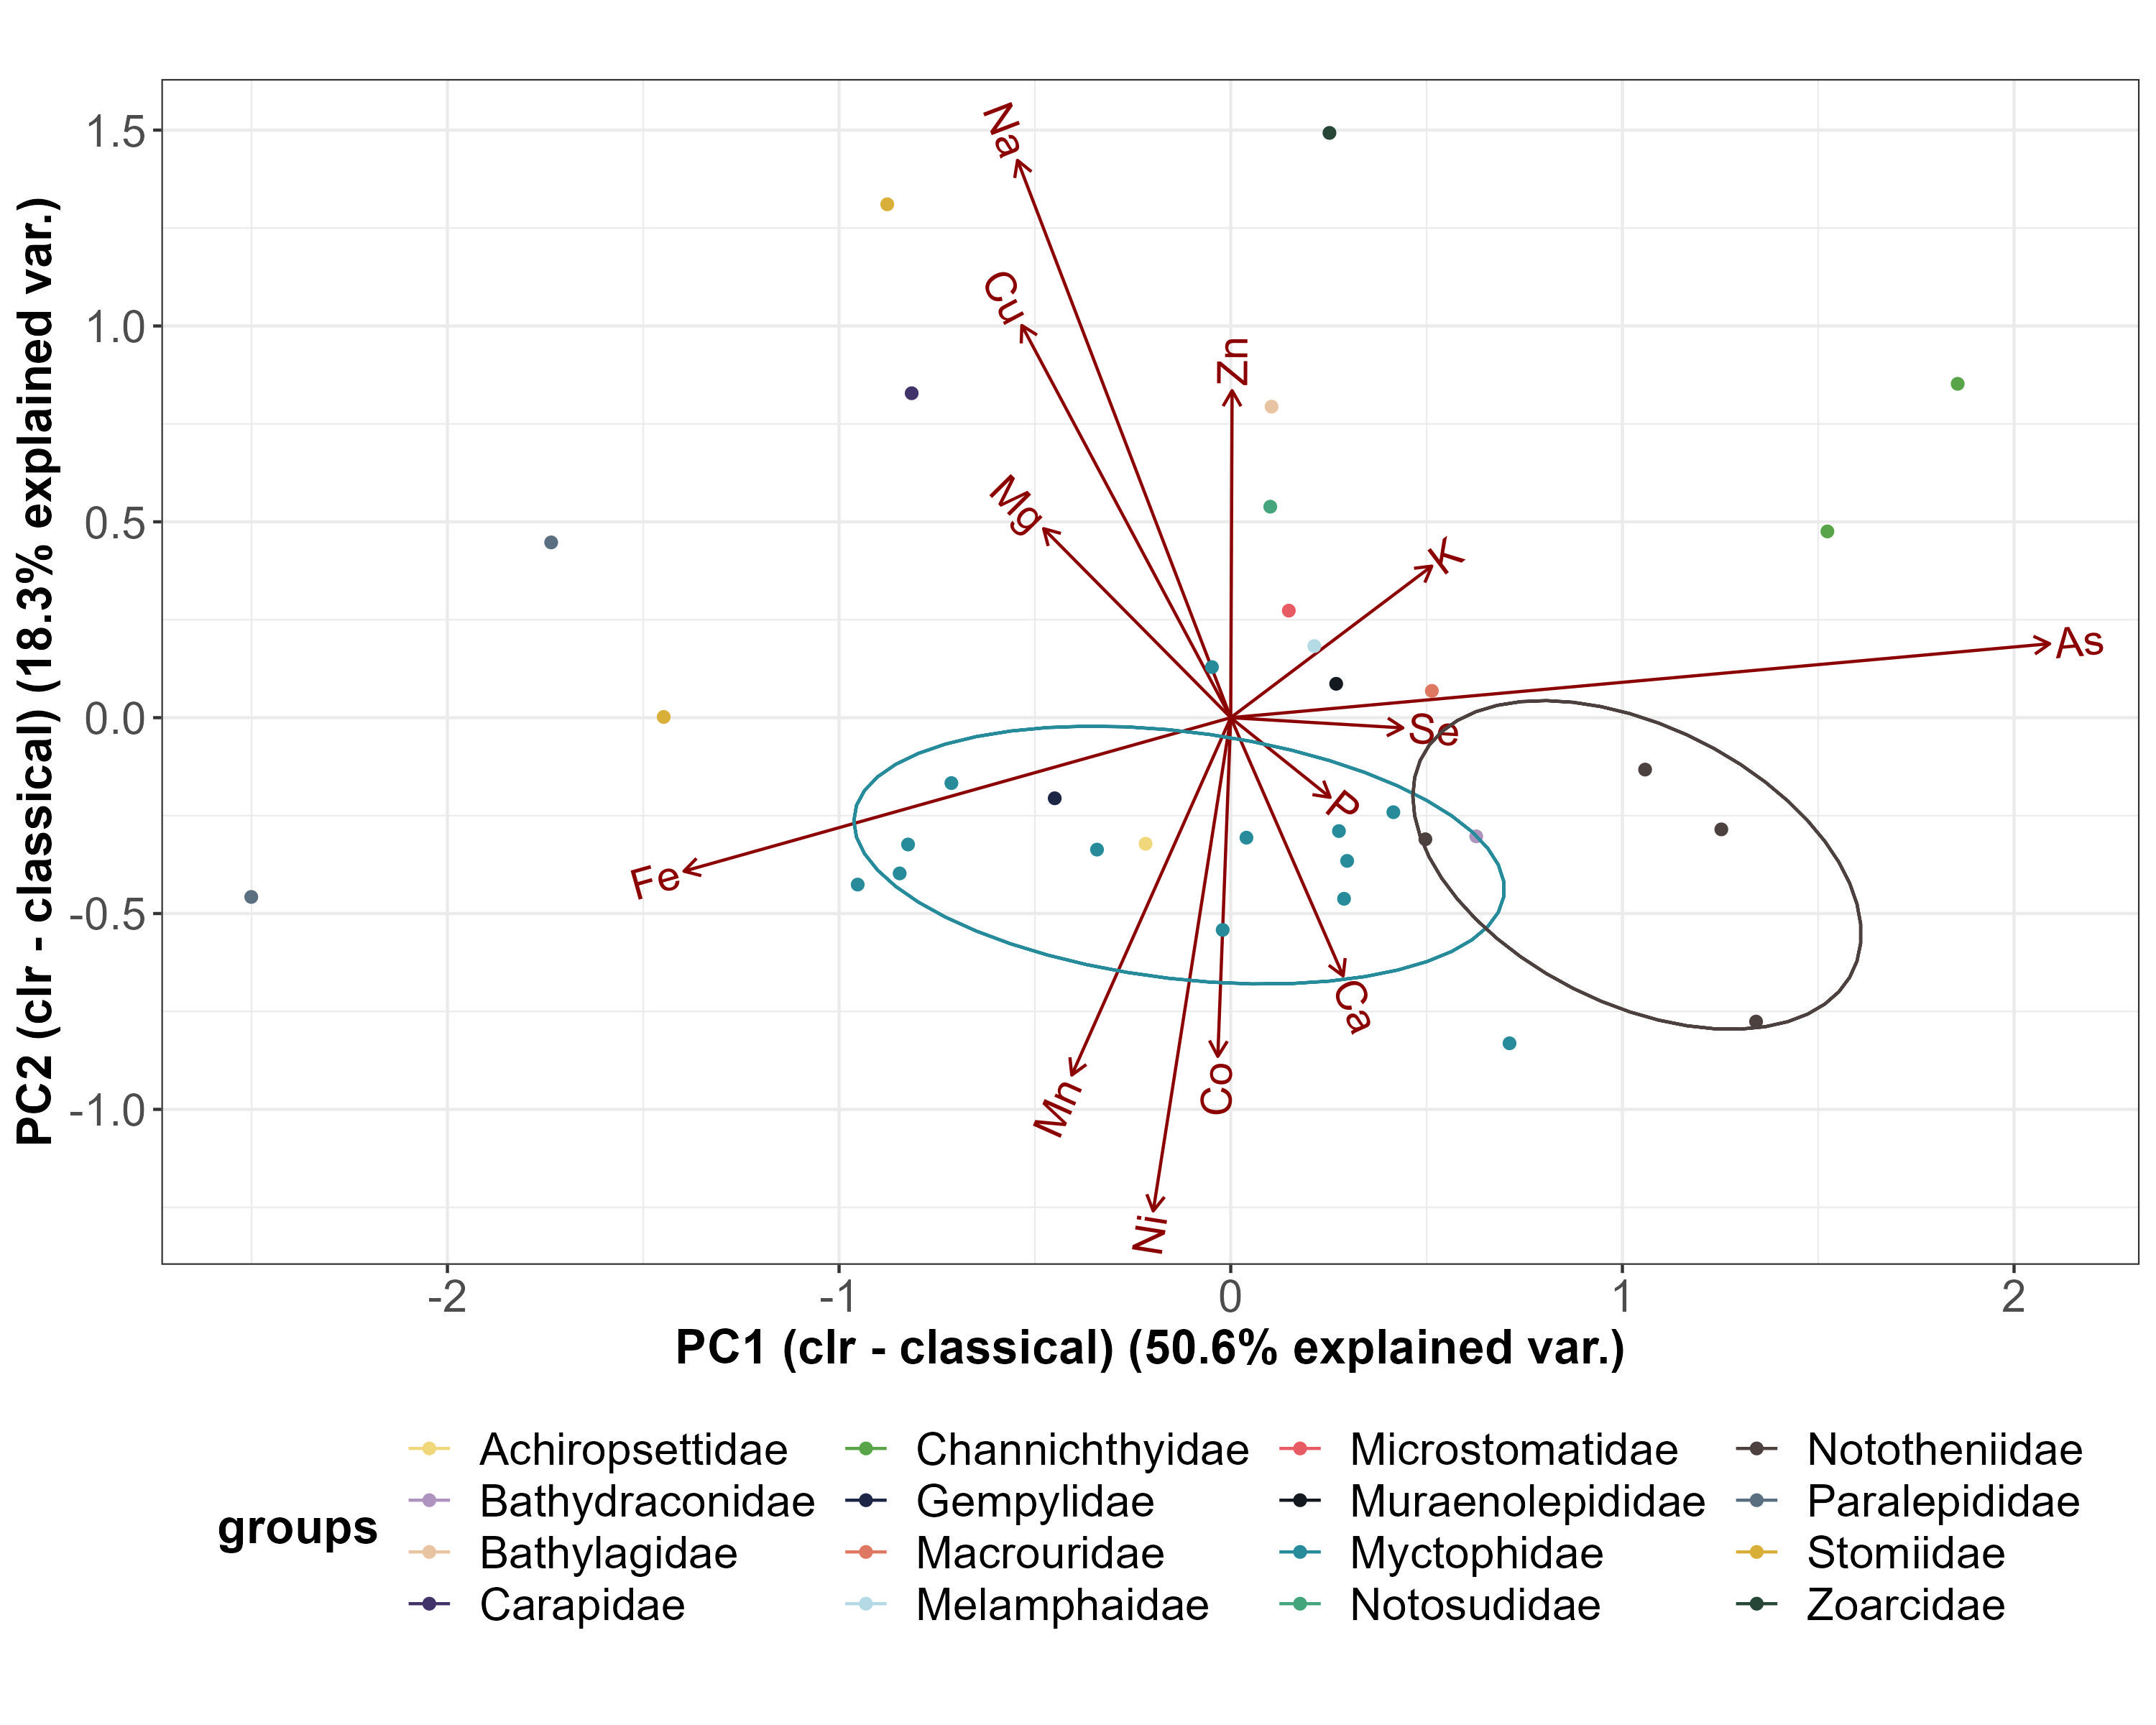 PC2 (clr - classical) (18.3% explained var.)
1.5
1.0
0.5
0.0
-0.5
-1.0
Na
Cu
Zn
Mg
K
As
Se
P
Fe
Ca
Mn
Co
Ni
-2 -1 0 1 2
PC1 (clr - classical) (50.6% explained var.)
groups
Achiropsettidae
Bathydraconidae
Bathylagidae
Carapidae
Channichthyidae
Gempylidae
Macrouridae
Melamphaidae
Microstomatidae
Muraenolepididae
Myctophidae
Notosudidae
Nototheniidae
Paralepididae
Stomiidae
Zoarcidae